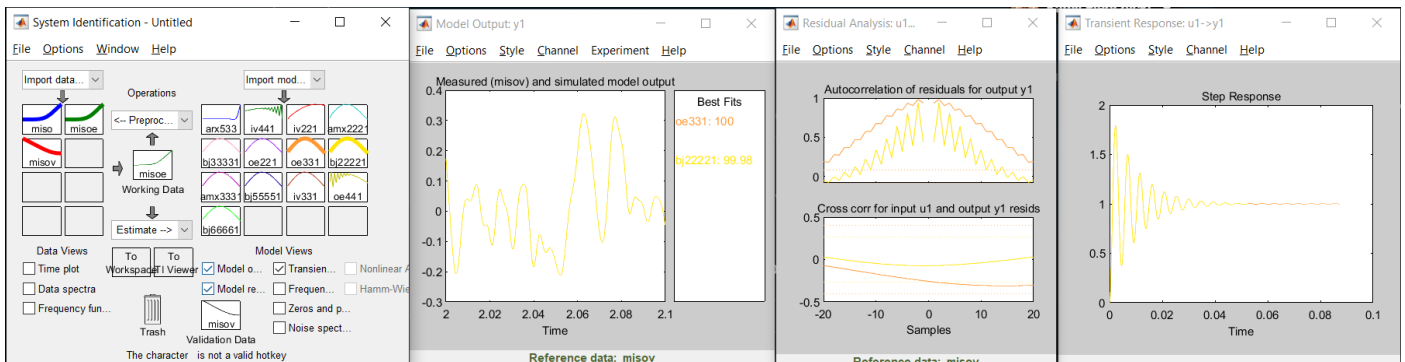 System Identification - Untitled
File Options Window Help
Import data...
Import mod...
Operations
<-- Preproc...
miso
misoe
arx533
iv441
iv221
amx2221
misov
misoe
Working Data
bj33331
oe221
oe331
bj22221
amx3331
bj55551
iv331
oe441
Estimate -->
bj66661
Data Views
To Workspace
To LTI Viewer
Model Views
Time plot
Model o...
Transien...
Nonlinear A
Data spectra
Model re...
Frequen...
Hamm-Wie
Frequency fun...
Zeros and p...
Trash
misov
Noise spect...
Validation Data
The character is not a valid hotkey
Model Output: y1
File Options Style Channel Experiment Help
Measured (misov) and simulated model output
0.4
0.3
0.2
0.1
0
-0.1
-0.2
-0.3
2 2.02 2.04 2.06 2.08 2.1
Time
Best Fits
oe331: 100
bj22221: 99.98
Reference data: misov
Residual Analysis: u1...
File Options Style Channel Help
Autocorrelation of residuals for output y1
1
0.5
0
-20 -10 0 10 20
Cross corr for input u1 and output y1 resids
0.5
0
-0.5
-20 -10 0 10 20
Samples
Reference data: misov
Transient Response: u1->y1
File Options Style Channel Help
Step Response
2
1.5
1
0.5
0
0 0.02 0.04 0.06 0.08 0.1
Time